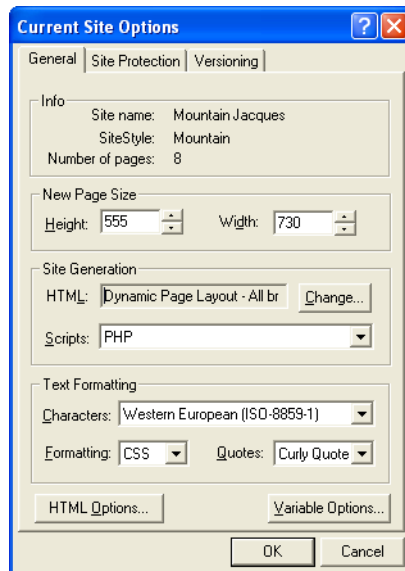 Current Site Options
General Site Protection Versioning
Info
Site name: Mountain Jacques
SiteStyle: Mountain
Number of pages: 8
New Page Size
Height: 555 Width: 730
Site Generation
HTML: Dynamic Page Layout - All br Change...
Scripts: PHP
Text Formatting
Characters: Western European (ISO-8859-1)
Formatting: CSS Quotes: Curly Quote
HTML Options... Variable Options...
OK Cancel